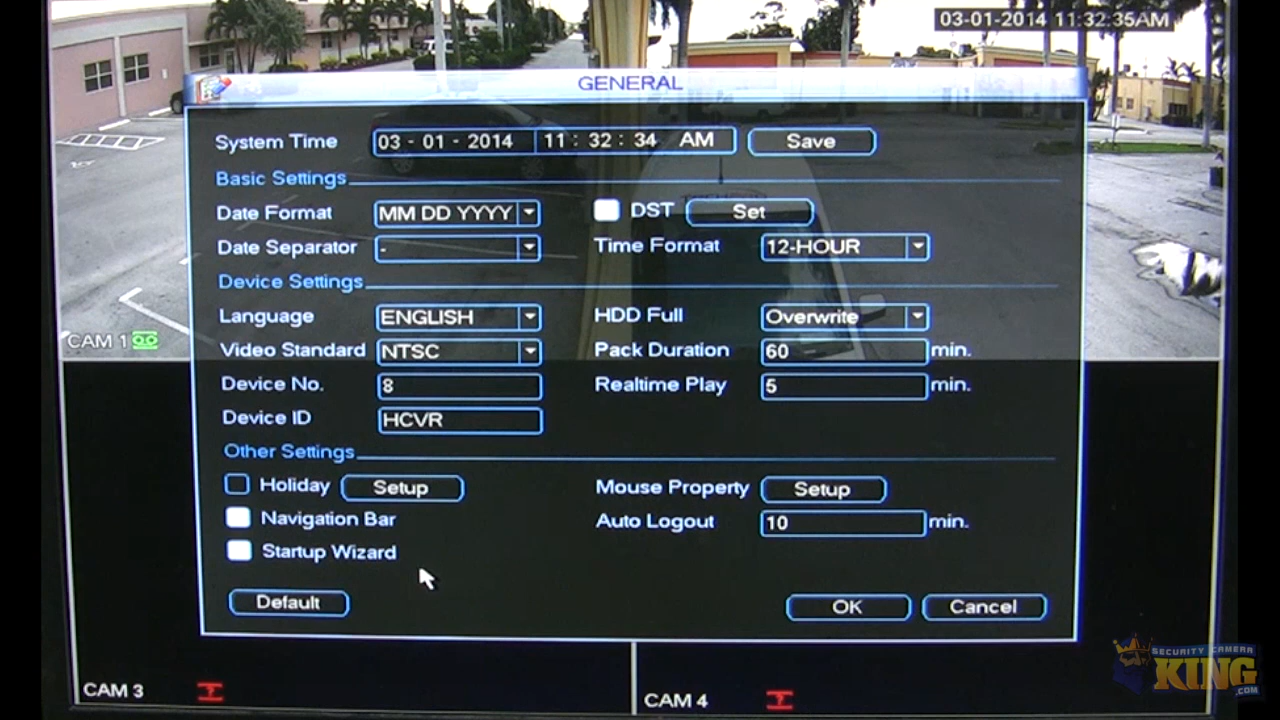 03-01-2014 11:32:35AM
GENERAL
System Time 03 - 01 - 2014 11 : 32 : 34 AM Save
Basic Settings
Date Format MM DD YYYY DST Set
Date Separator - Time Format 12-HOUR
Device Settings
Language ENGLISH HDD Full Overwrite
Video Standard NTSC Pack Duration 60 min.
Device No. 8 Realtime Play 5 min.
Device ID HCVR
Other Settings
Holiday Setup Mouse Property Setup
Navigation Bar Auto Logout 10 min.
Startup Wizard
Default OK Cancel
CAM 1
CAM 3
CAM 4
SECURITY CAMERA
KING
.COM